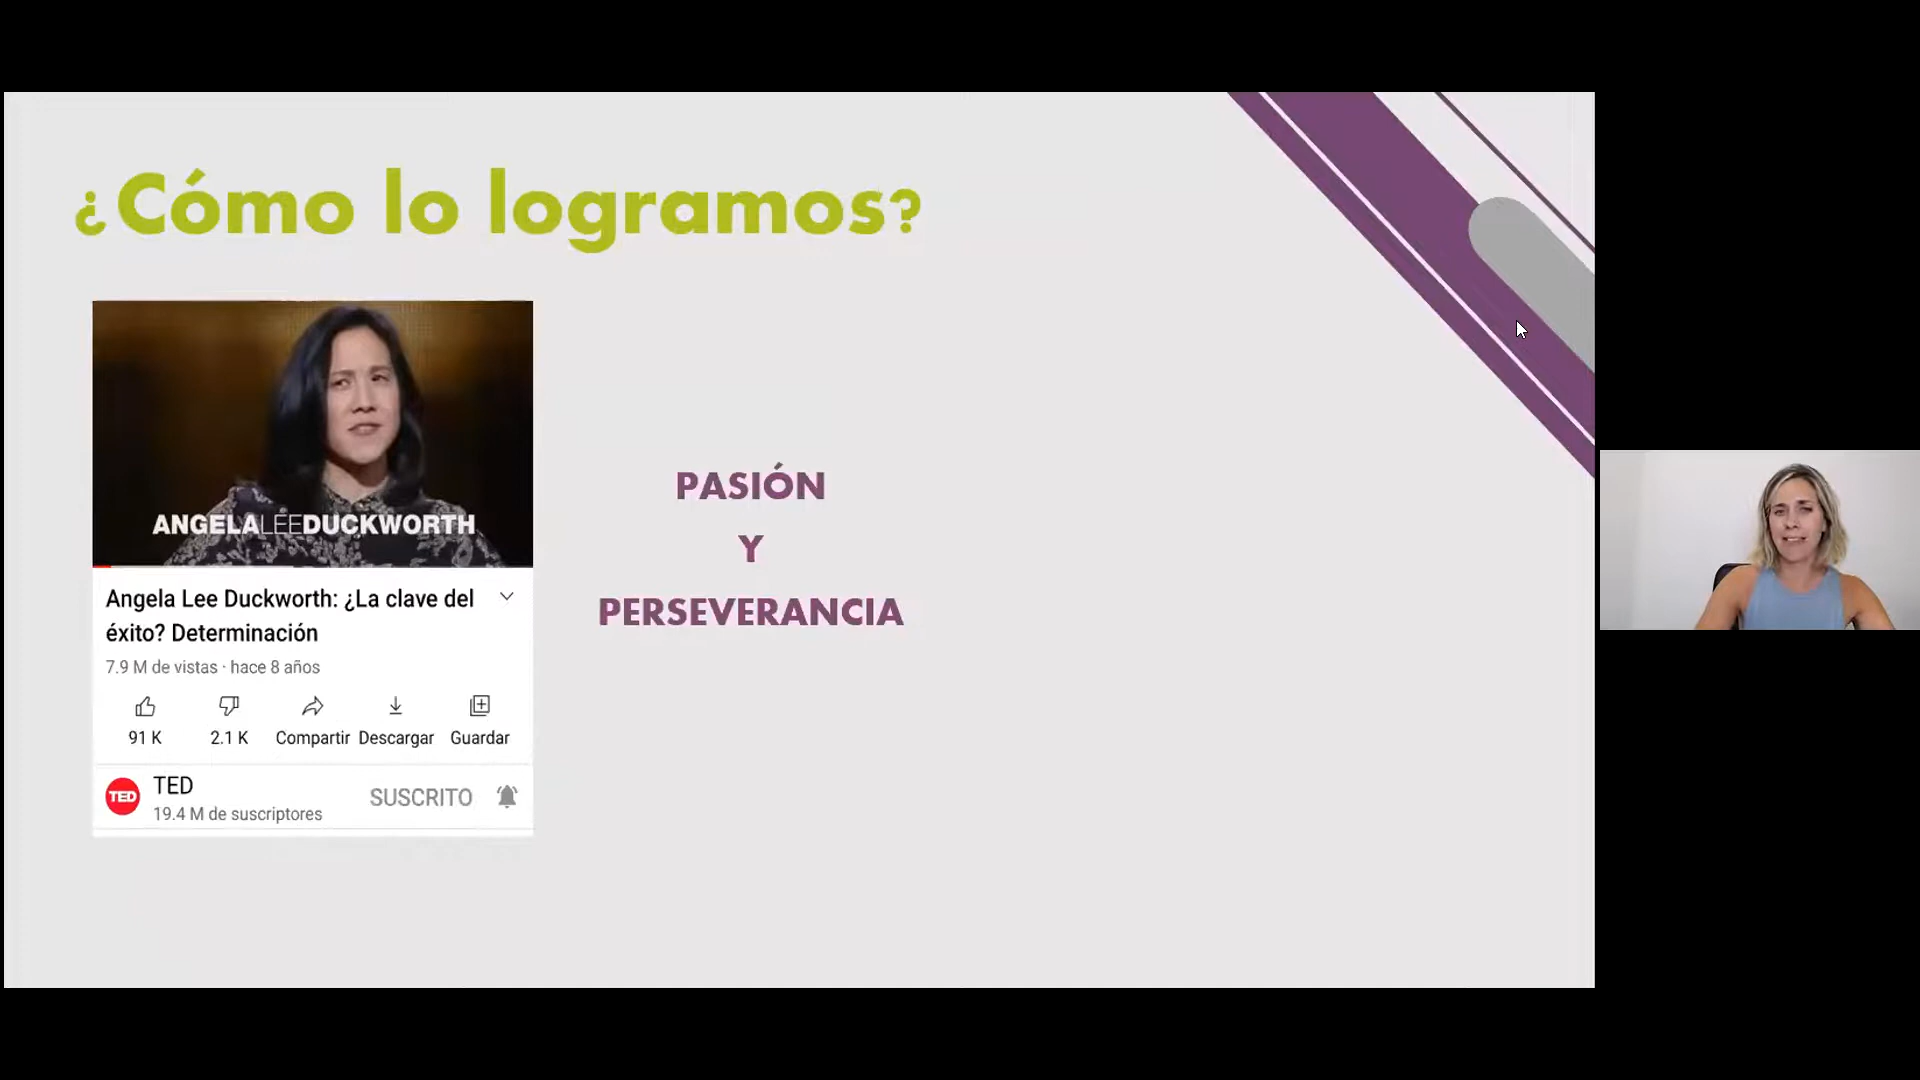 ¿Cómo lo logramos?
ANGELALEEDUCKWORTH
Angela Lee Duckworth: ¿La clave del
éxito? Determinación
7.9 M de vistas · hace 8 años
91 K 2.1 K Compartir Descargar Guardar
TED
TED
SUSCRITO
19.4 M de suscriptores
PASIÓN
Y
PERSEVERANCIA